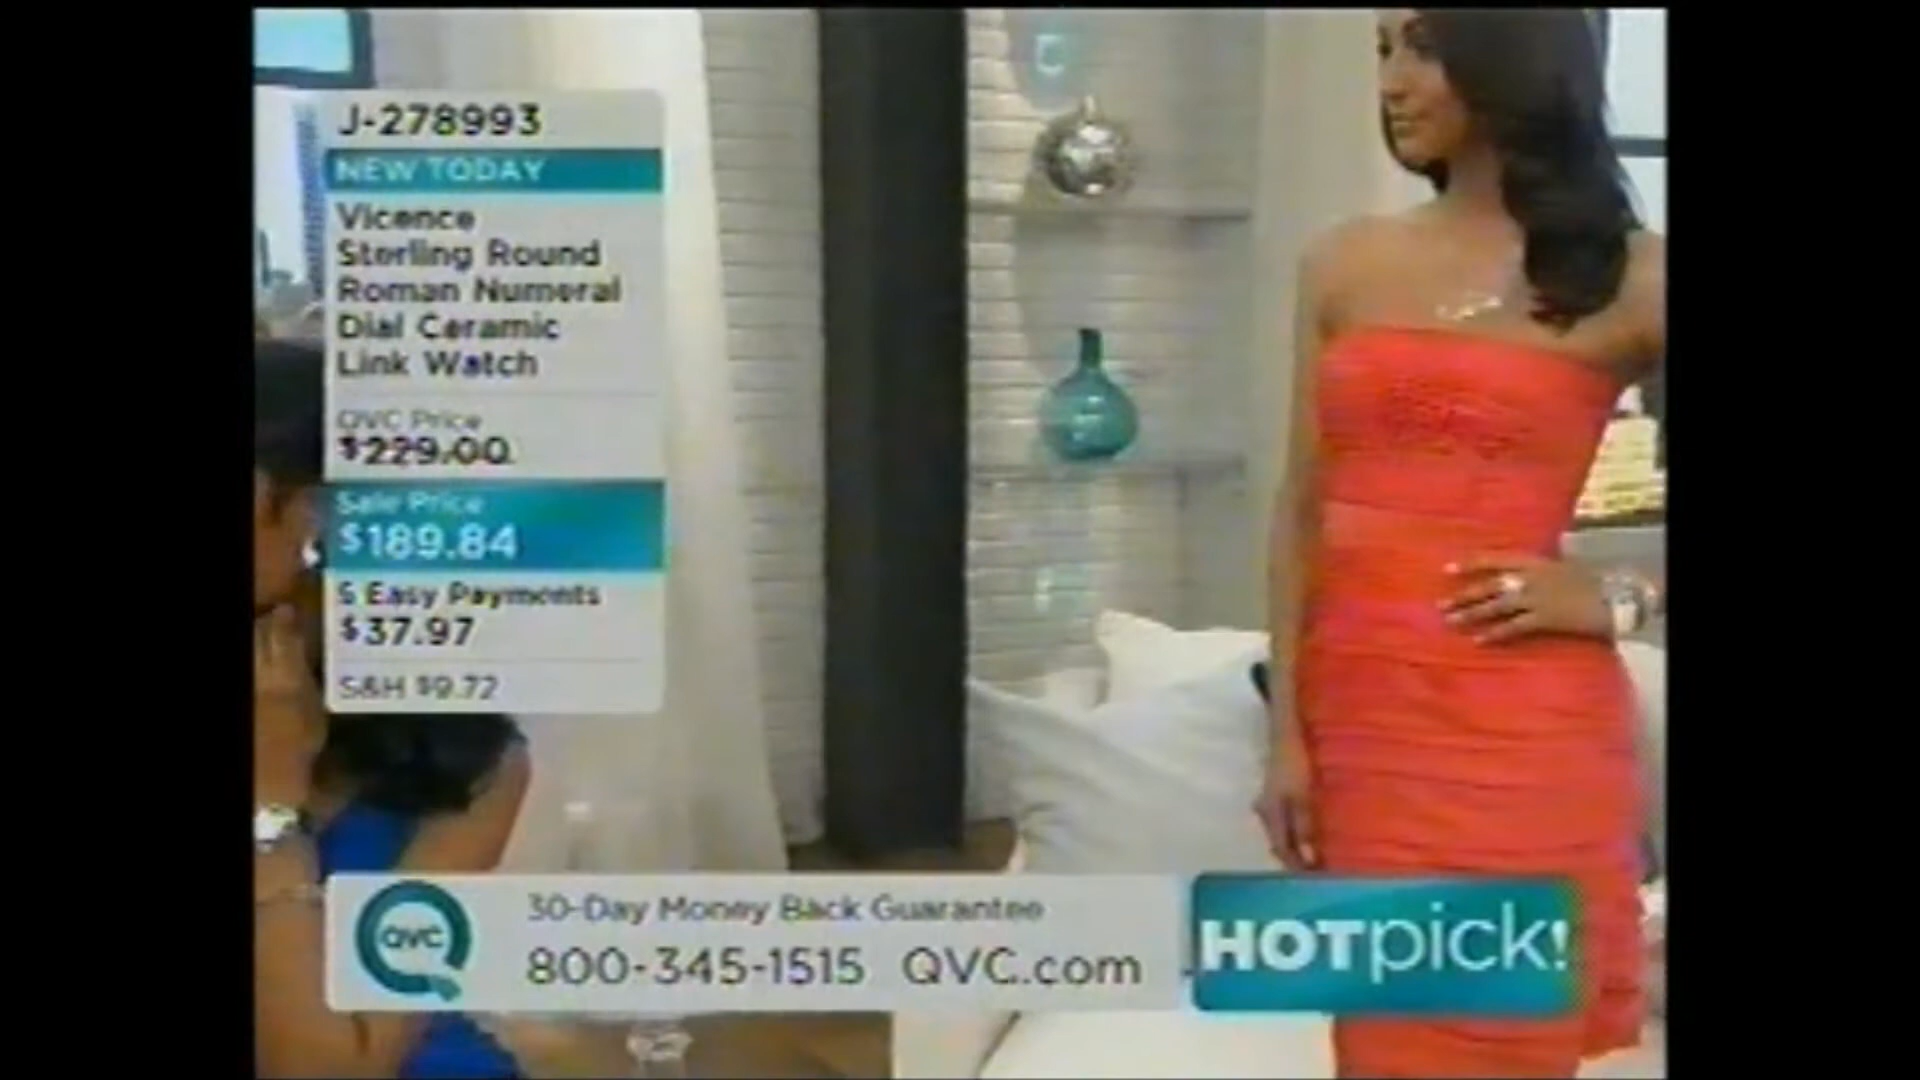 J-278993
NEW TODAY
Vicence
Sterling Round
Roman Numeral
Dial Ceramic
Link Watch
QVC Price
$229.00
Sale Price
$189.84
5 Easy Payments
$37.97
S&H $9.72
QVC
30-Day Money Back Guarantee
800-345-1515 QVC.com
HOTpick!